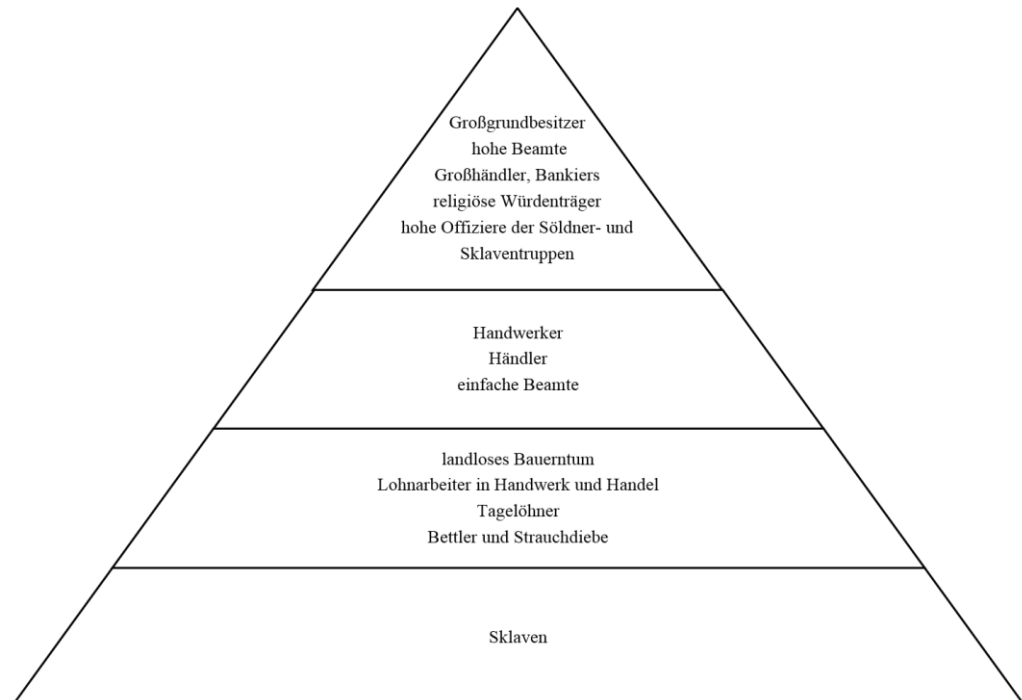 Großgrundbesitzer
hohe Beamte
Großhändler, Bankiers
religiöse Würdenträger
hohe Offiziere der Söldner- und
Sklaventruppen
Handwerker
Händler
einfache Beamte
landloses Bauerntum
Lohnarbeiter in Handwerk und Handel
Tagelöhner
Bettler und Strauchdiebe
Sklaven